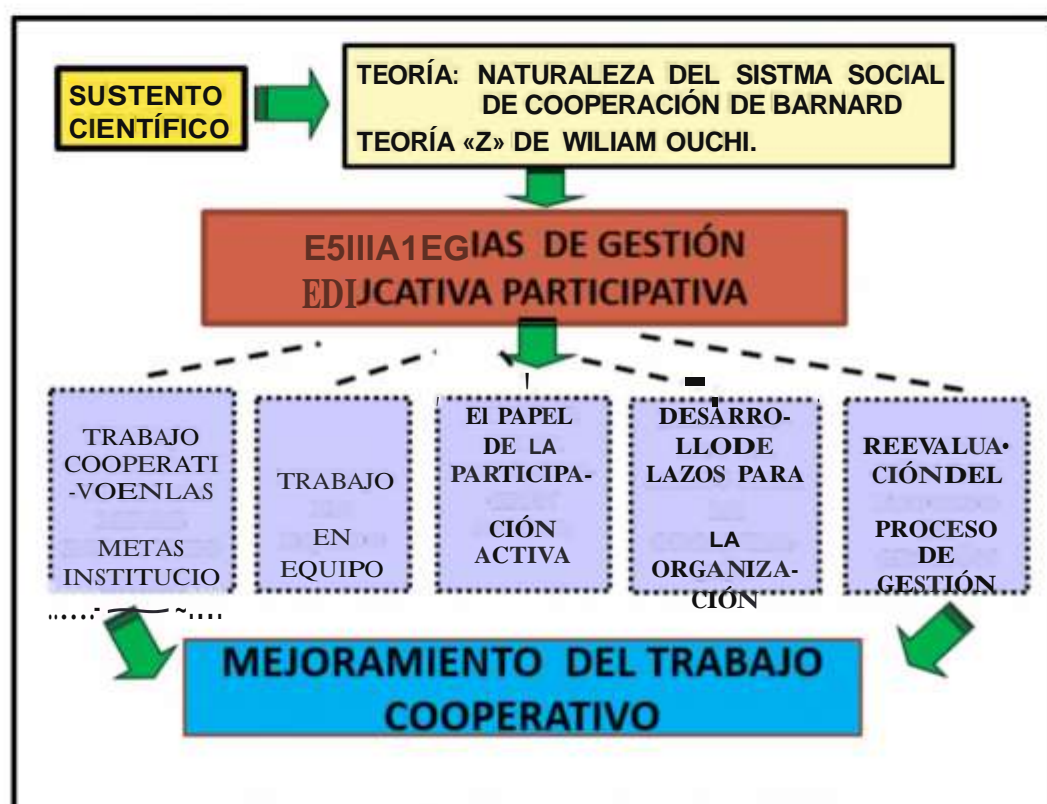 SUSTENTO
CIENTÍFICO
TEORÍA: NATURALEZA DEL SISTMA SOCIAL
DE COOPERACIÓN DE BARNARD
TEORÍA «Z» DE WILIAM OUCHI.
E5IIIA1EGIAS DE GESTIÓN
EDIJCATIVA PARTICIPATIVA
TRABAJO
COOPERATI
-VOENLAS
METAS
INSTITUCIO
TRABAJO
EN
EQUIPO
El PAPEL
DE LA
PARTICIPA-
CIÓN
ACTIVA
DESARRO-
LLODE
LAZOS PARA
LA
ORGANIZA-
CIÓN
REEVALUA•
CIÓNDEL
PROCESO
DE
GESTIÓN
MEJORAMIENTO DEL TRABAJO
COOPERATIVO